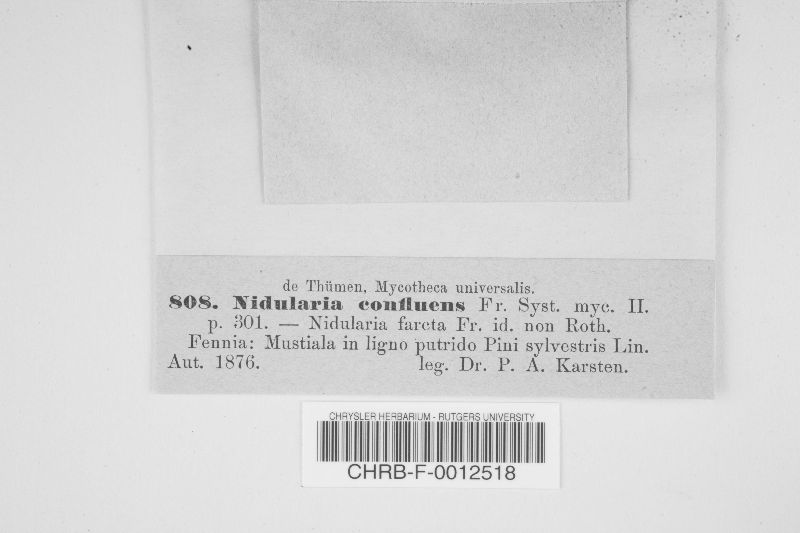 de Thümen, Mycotheca universalis.
808. Nidularia confluens Fr. Syst. myc. II.
p. 301. — Nidularia farcta Fr. id. non Roth.
Fennia: Mustiala in ligno putrido Pini sylvestris Lin.
Aut. 1876. leg. Dr. P. A. Karsten.
CHRYSLER HERBARIUM - RUTGERS UNIVERSITY
CHRB-F-0012518